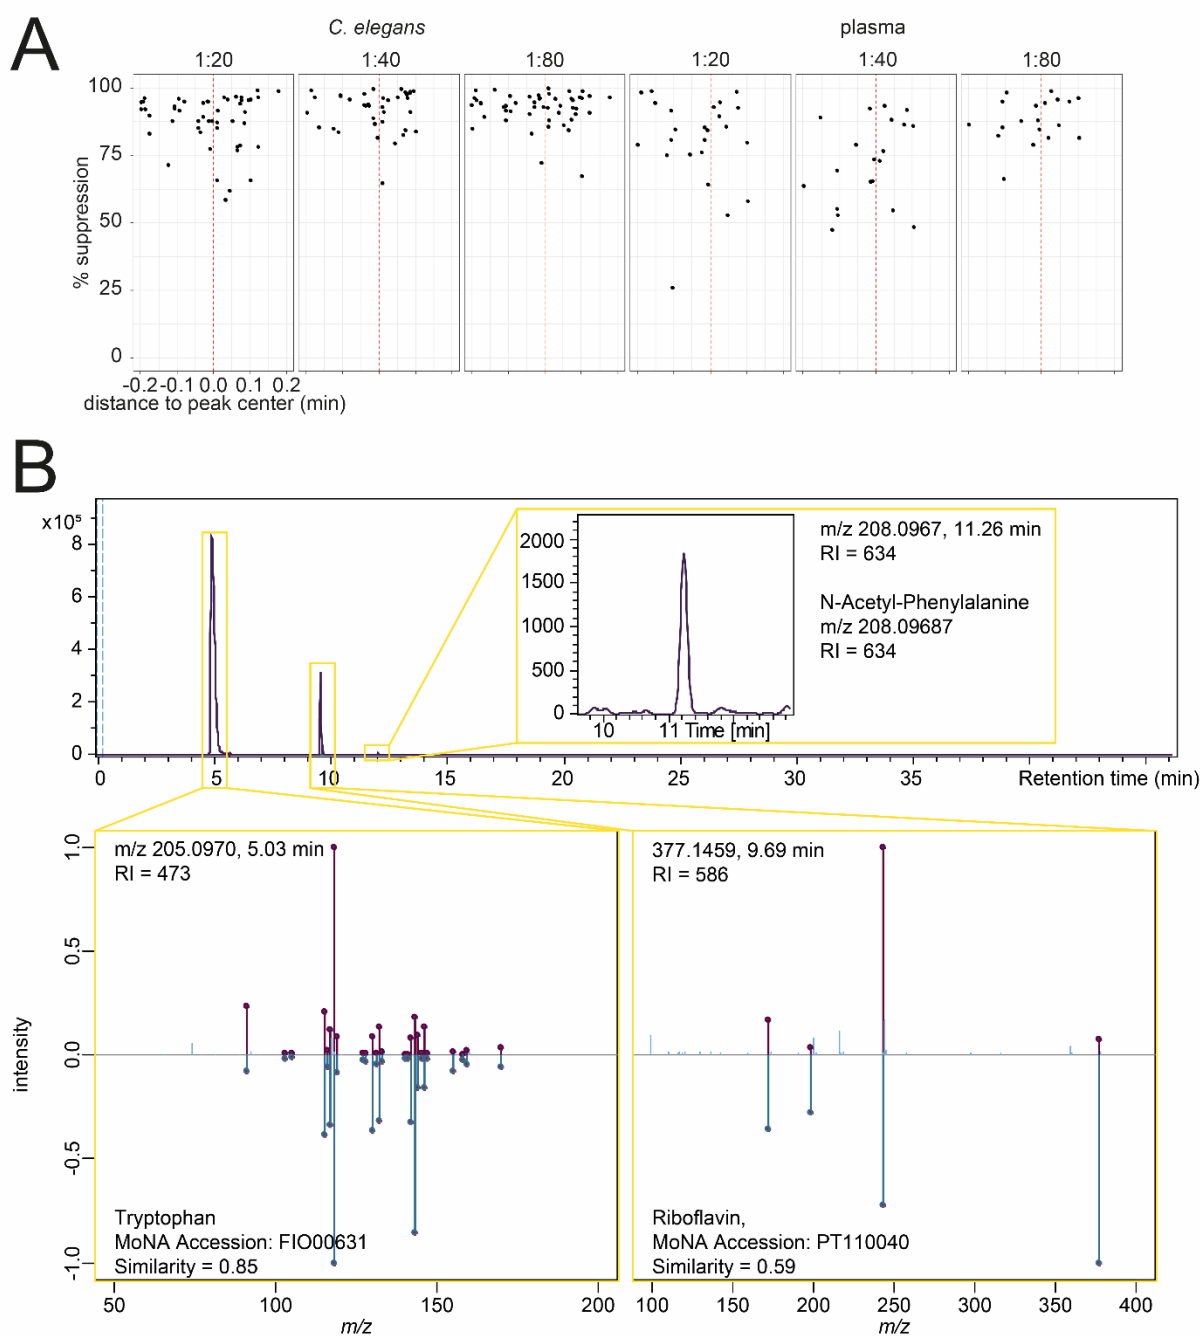 A
C. elegans
plasma
1:20 1:40 1:80 1:20 1:40 1:80
% suppression
100
75
50
25
0
-0.2 -0.1 0.0 0.1 0.2
distance to peak center (min)
B
x10⁵
8
6
4
2
0
0 5 10 15 20 25 30 35 Retention time (min)
2000
1500
1000
500
0
10 11 Time [min]
m/z 208.0967, 11.26 min
RI = 634
N-Acetyl-Phenylalanine
m/z 208.09687
RI = 634
intensity
1.0
0.5
0.0
-0.5
-1.0
m/z 205.0970, 5.03 min
RI = 473
Tryptophan
MoNA Accession: FIO00631
Similarity = 0.85
50 100 150 200
m/z
377.1459, 9.69 min
RI = 586
Riboflavin,
MoNA Accession: PT110040
Similarity = 0.59
100 150 200 250 300 350 400
m/z